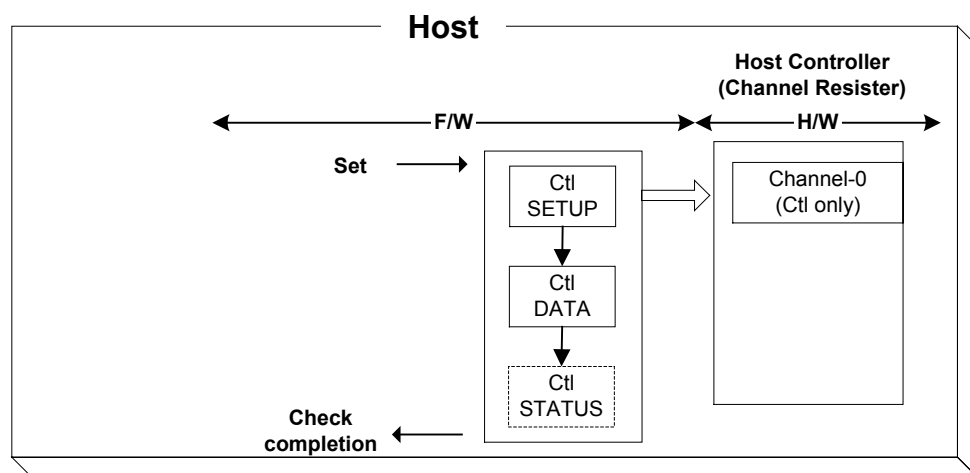 Host
Host Controller
(Channel Resister)
F/W
H/W
Set
Ctl
SETUP
Channel-0
(Ctl only)
Ctl
DATA
Ctl
STATUS
Check
completion